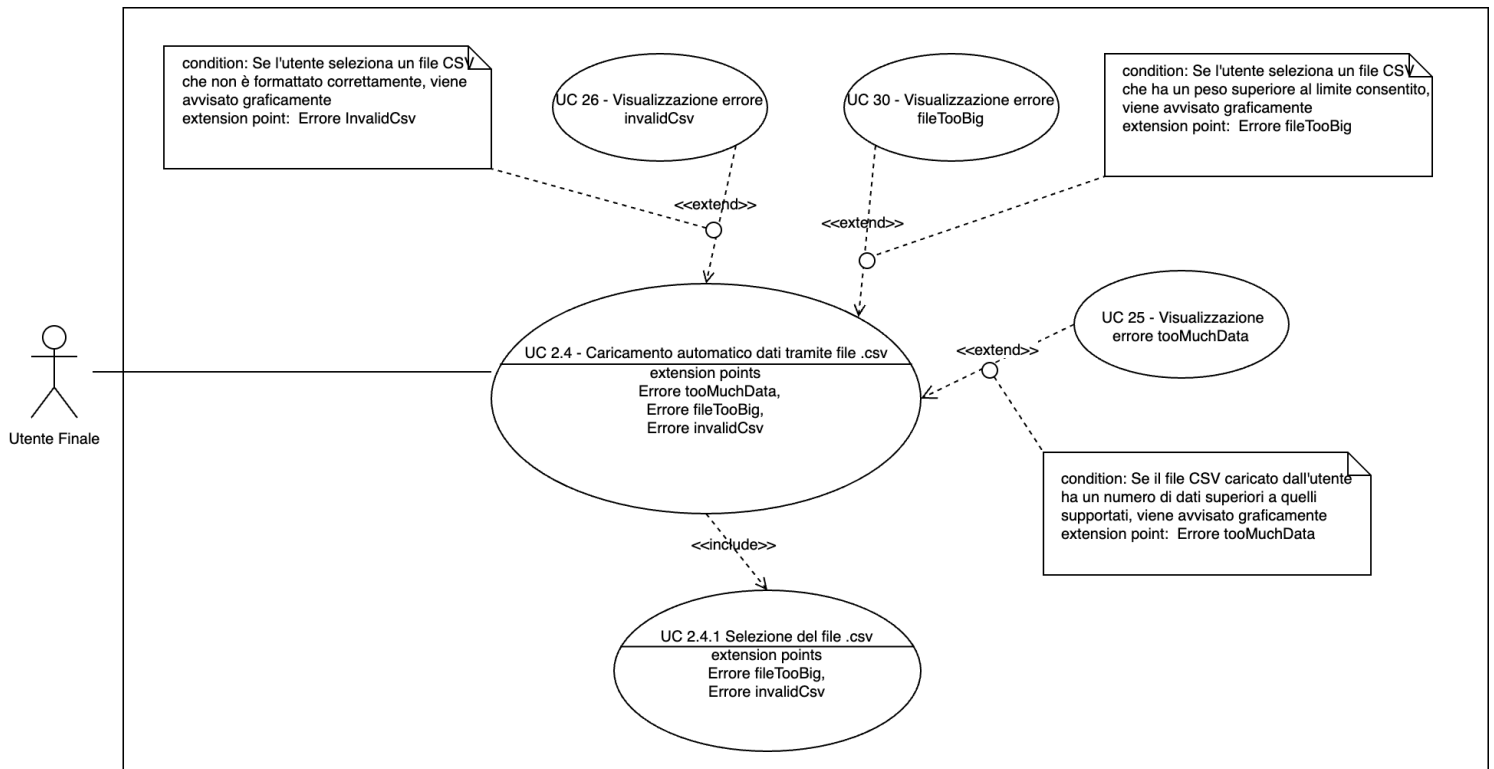 condition: Se l'utente seleziona un file CSV
che non è formattato correttamente, viene
avvisato graficamente
extension point:  Errore InvalidCsv
UC 26 - Visualizzazione errore
invalidCsv
UC 30 - Visualizzazione errore
fileTooBig
condition: Se l'utente seleziona un file CSV
che ha un peso superiore al limite consentito,
viene avvisato graficamente
extension point:  Errore fileTooBig
<<extend>>
<<extend>>
UC 25 - Visualizzazione
errore tooMuchData
<<extend>>
UC 2.4 - Caricamento automatico dati tramite file .csv
extension points
Errore tooMuchData,
Errore fileTooBig,
Errore invalidCsv
Utente Finale
condition: Se il file CSV caricato dall'utente
ha un numero di dati superiori a quelli
supportati, viene avvisato graficamente
extension point:  Errore tooMuchData
<<include>>
UC 2.4.1 Selezione del file .csv
extension points
Errore fileTooBig,
Errore invalidCsv